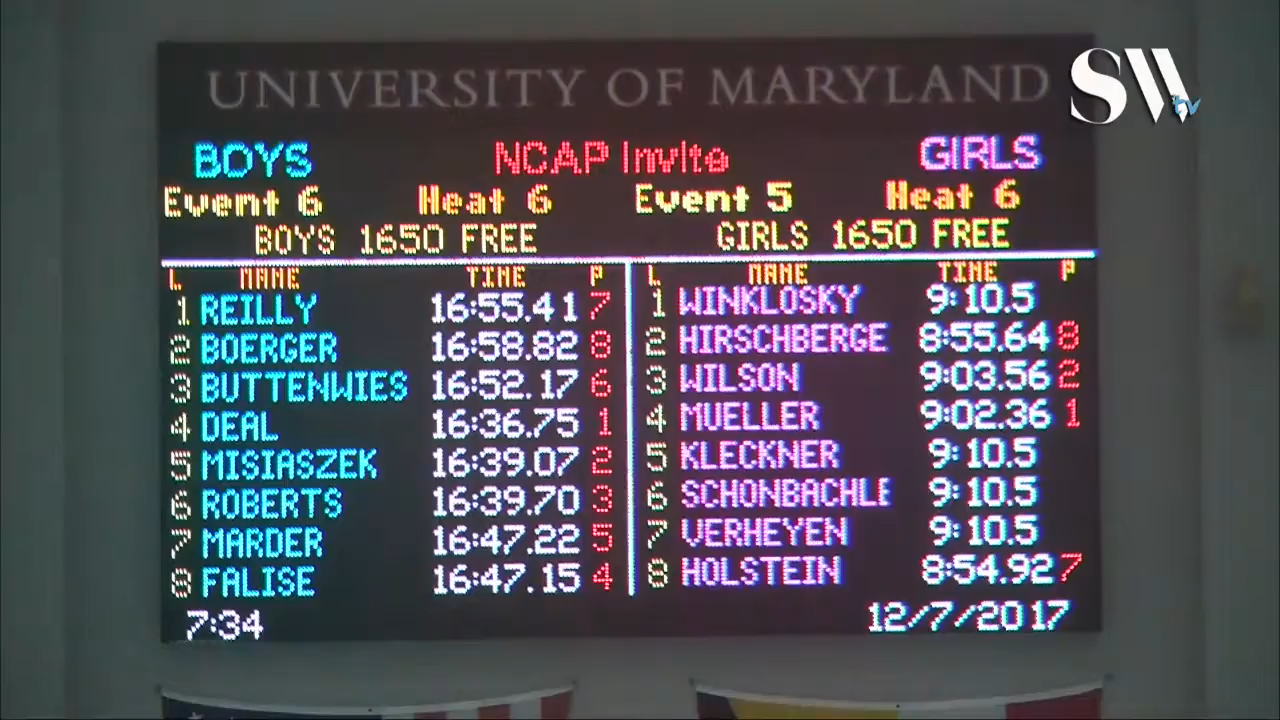 UNIVERSITY OF MARYLAND
SW tv
BOYS NCAP Invite GIRLS
Event 6 Heat 6 Event 5 Heat 6
BOYS 1650 FREE GIRLS 1650 FREE
L NAME TIME P L NAME TIME P
1 REILLY 16:55.41 7 1 WINKLOSKY 9:10.5
2 BOERGER 16:58.82 8 2 HIRSCHBERGE 8:55.64 8
3 BUTTENWIES 16:52.17 6 3 WILSON 9:03.56 2
4 DEAL 16:36.75 1 4 MUELLER 9:02.36 1
5 MISIASZEK 16:39.07 2 5 KLECKNER 9:10.5
6 ROBERTS 16:39.70 3 6 SCHONBACHLE 9:10.5
7 MARDER 16:47.22 5 7 VERHEYEN 9:10.5
8 FALISE 16:47.15 4 8 HOLSTEIN 8:54.92 7
7:34 12/7/2017